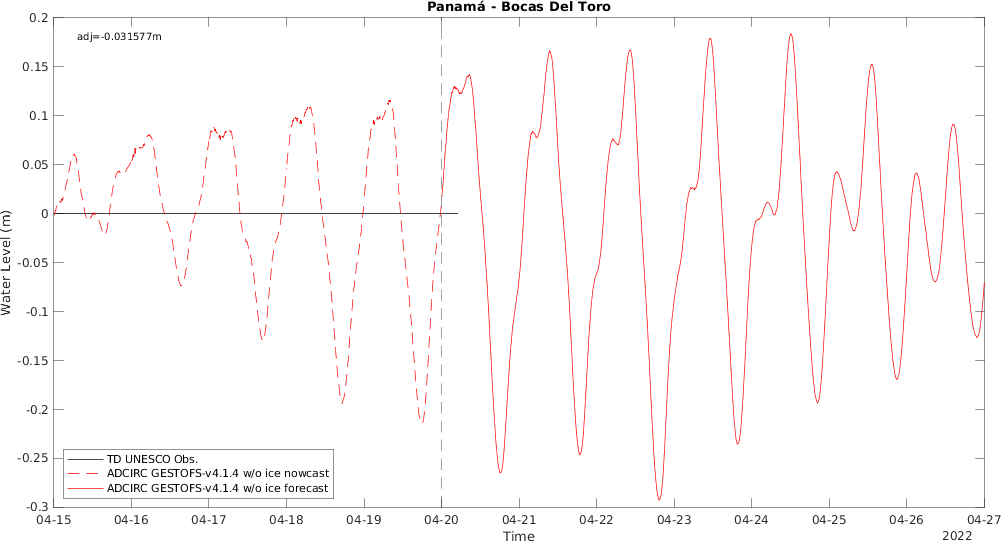 Panamá - Bocas Del Toro
adj=-0.031577m
0.2
0.15
0.1
0.05
0
-0.05
-0.1
-0.15
-0.2
-0.25
-0.3
Water Level (m)
TD UNESCO Obs.
ADCIRC GESTOFS-v4.1.4 w/o ice nowcast
ADCIRC GESTOFS-v4.1.4 w/o ice forecast
04-15 04-16 04-17 04-18 04-19 04-20 04-21 04-22 04-23 04-24 04-25 04-26 04-27
Time
2022